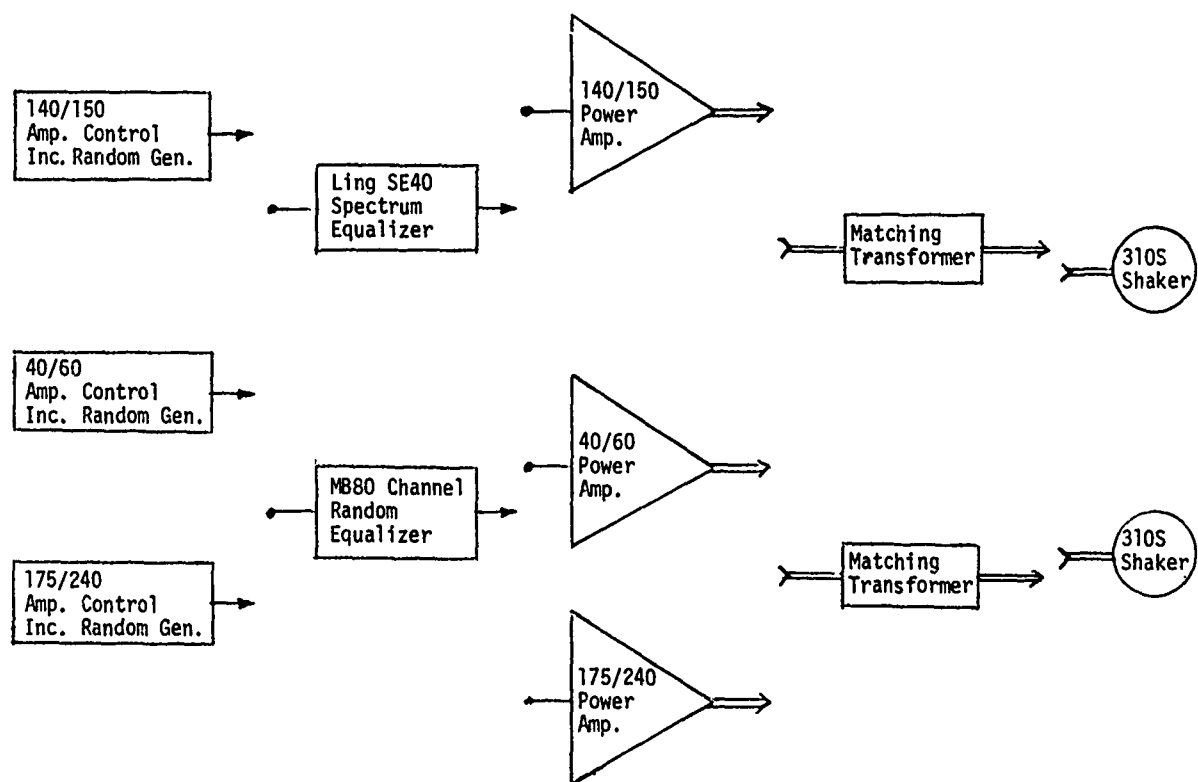 140/150
Amp. Control
Inc. Random Gen.
Ling SE40
Spectrum
Equalizer
140/150
Power
Amp.
Matching
Transformer
310S
Shaker
40/60
Amp. Control
Inc. Random Gen.
MB80 Channel
Random
Equalizer
40/60
Power
Amp.
Matching
Transformer
310S
Shaker
175/240
Amp. Control
Inc. Random Gen.
175/240
Power
Amp.